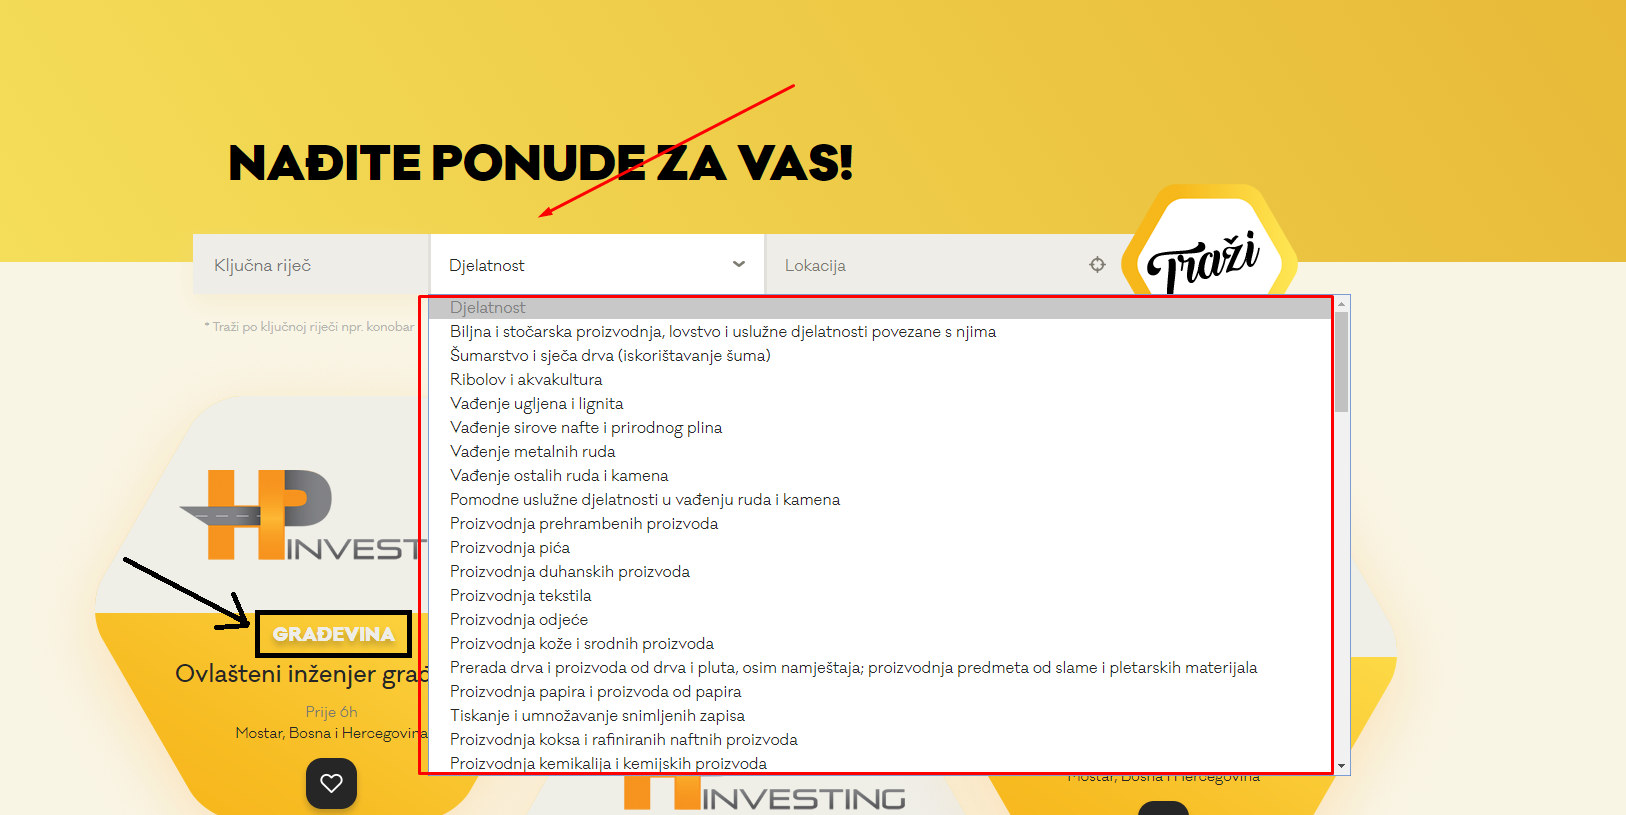 NAĐITE PONUDE ZA VAS!
Ključna riječ
Djelatnost
Lokacija
Traži
* Traži po ključnoj riječi npr. konobar
Djelatnost
Biljna i stočarska proizvodnja, lovstvo i uslužne djelatnosti povezane s njima
Šumarstvo i sječa drva (iskorištavanje šuma)
Ribolov i akvakultura
Vađenje ugljena i lignita
Vađenje sirove nafte i prirodnog plina
Vađenje metalnih ruda
Vađenje ostalih ruda i kamena
Pomodne uslužne djelatnosti u vađenju ruda i kamena
Proizvodnja prehrambenih proizvoda
Proizvodnja pića
Proizvodnja duhanskih proizvoda
Proizvodnja tekstila
Proizvodnja odjeće
Proizvodnja kože i srodnih proizvoda
Prerada drva i proizvoda od drva i pluta, osim namještaja; proizvodnja predmeta od slame i pletarskih materijala
Proizvodnja papira i proizvoda od papira
Tiskanje i umnožavanje snimljenih zapisa
Proizvodnja koksa i rafiniranih naftnih proizvoda
Proizvodnja kemikalija i kemijskih proizvoda
HP INVEST
GRAĐEVINA
Ovlašteni inženjer građ
Prije 6h
Mostar, Bosna i Hercegovina
INVESTING
Mostar, Bosna i Hercegovina